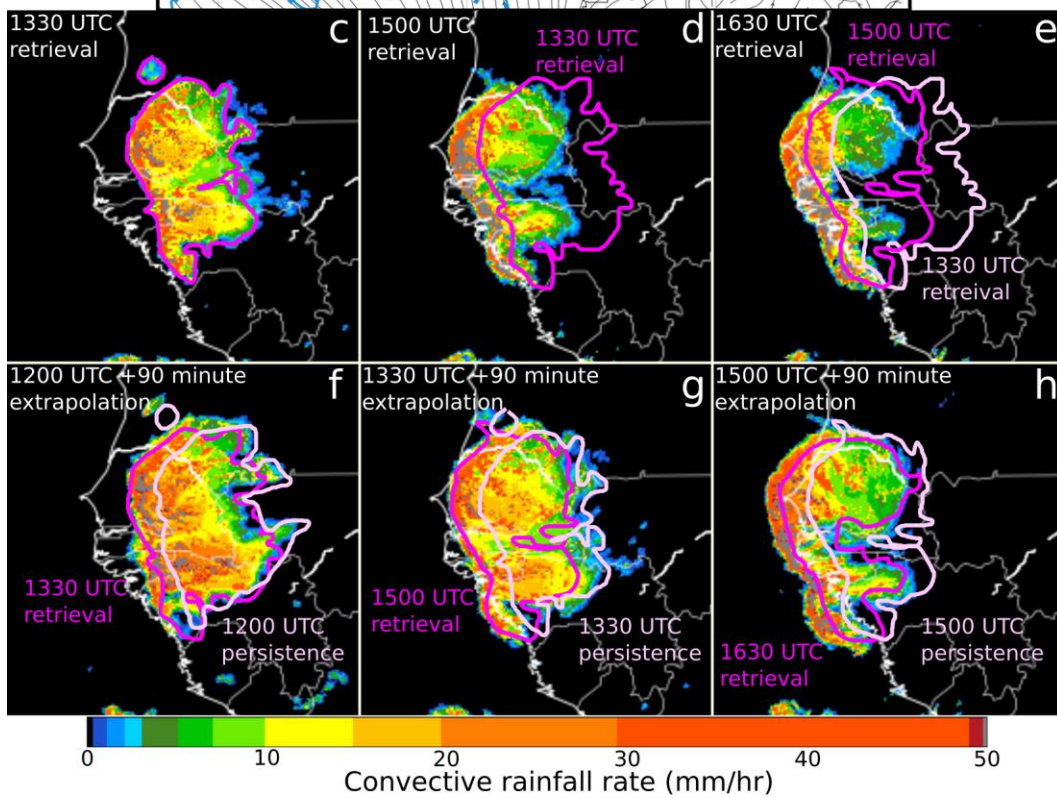 1330 UTC
retrieval
c
1500 UTC
retrieval
1330 UTC
retrieval
d
1630 UTC
retrieval
1500 UTC
retrieval
e
1330 UTC
retreival
1200 UTC +90 minute
extrapolation
f
1330 UTC
retrieval
1200 UTC
persistence
1330 UTC +90 minute
extrapolation
g
1500 UTC
retrieval
1330 UTC
persistence
1500 UTC +90 minute
extrapolation
h
1630 UTC
retrieval
1500 UTC
persistence
0 10 20 30 50
Convective rainfall rate (mm/hr)